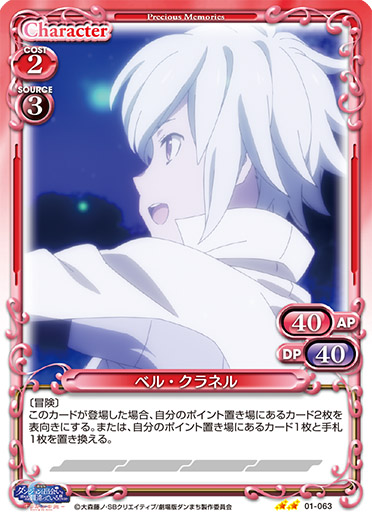 Precious Memories
Character
COST
2
SOURCE
3
40 AP
DP 40
ベル・クラネル
〔冒険〕
このカードが登場した場合、自分のポイント置き場にあるカード2枚を
表向きにする。または、自分のポイント置き場にあるカード1枚と手札
1枚を置き換える。
©大森藤ノ・SBクリエイティブ/劇場版ダンまち製作委員会
01-063